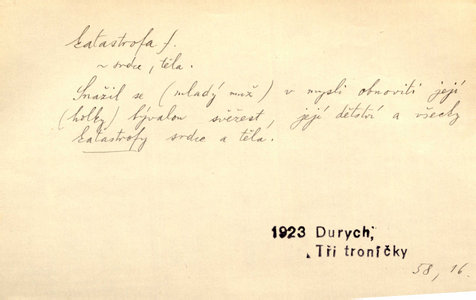 Katastrofa f.
~ srdce, těla.
Snažil se (mladý muž) v mysli obnoviti její
(holky) bývalou svěžest, její dětství a všecky
katastrofy srdce a těla.
1923 Durych,
Tři troníčky
58, 16.